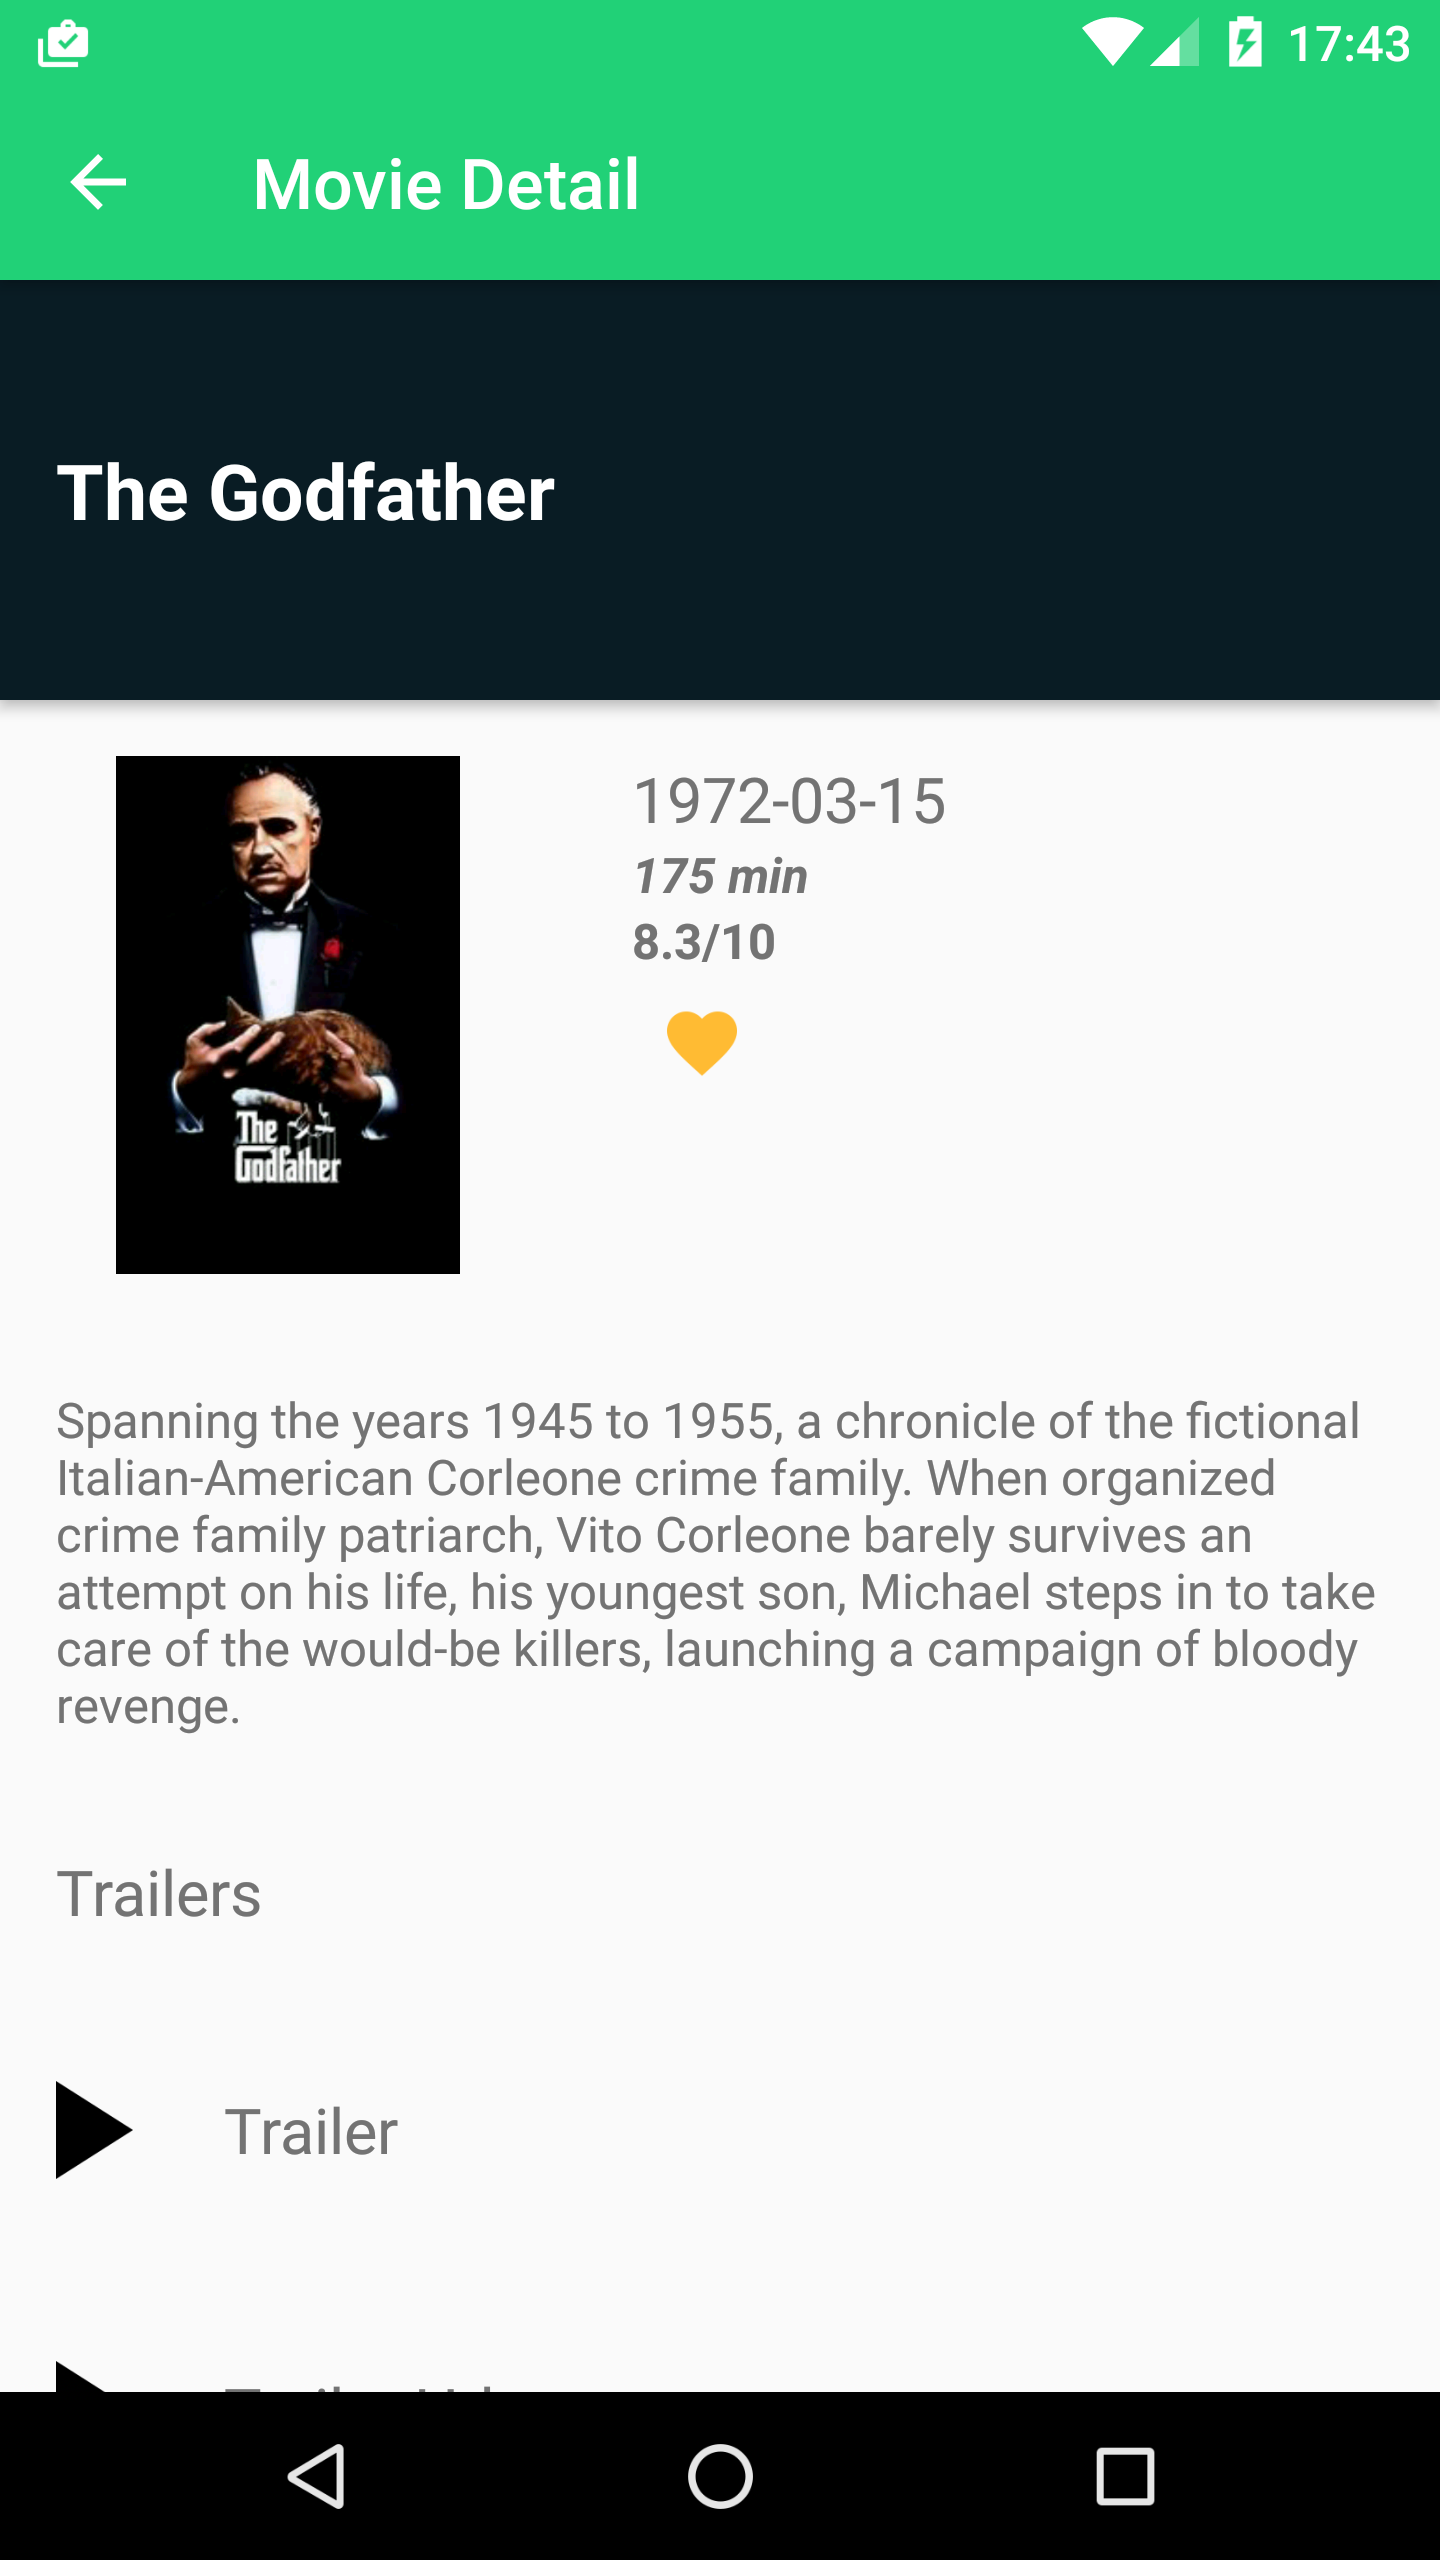 17:43
Movie Detail
The Godfather
1972-03-15
175 min
8.3/10
The
Godfather
Spanning the years 1945 to 1955, a chronicle of the fictional
Italian-American Corleone crime family. When organized
crime family patriarch, Vito Corleone barely survives an
attempt on his life, his youngest son, Michael steps in to take
care of the would-be killers, launching a campaign of bloody
revenge.
Trailers
Trailer